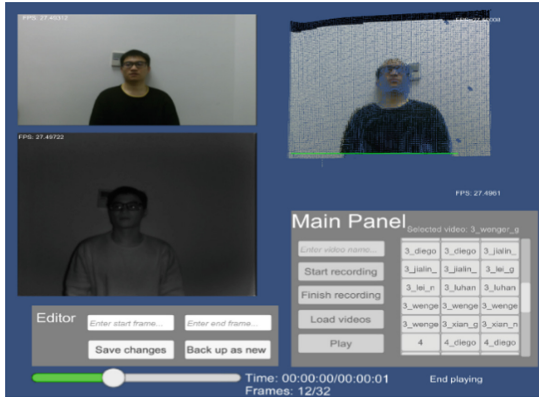 FPS: 27.49312
FPS: 27.49722
FPS: 27.4961
Main Panel
Selected video: 3_wenger_g
Enter video name...
Start recording
Finish recording
Load videos
Play
3_diego 3_diego 3_jialin_
3_jialin_ 3_jialin_ 3_lei_g
3_lei_n 3_luhan 3_luhan
3_wenge 3_wenge 3_wenge
3_wenge 3_xian_g 3_xian_n
4 4_diego 4_diego
Editor
Enter start frame...
Enter end frame...
Save changes
Back up as new
Time: 00:00:00/00:00:01
Frames: 12/32
End playing